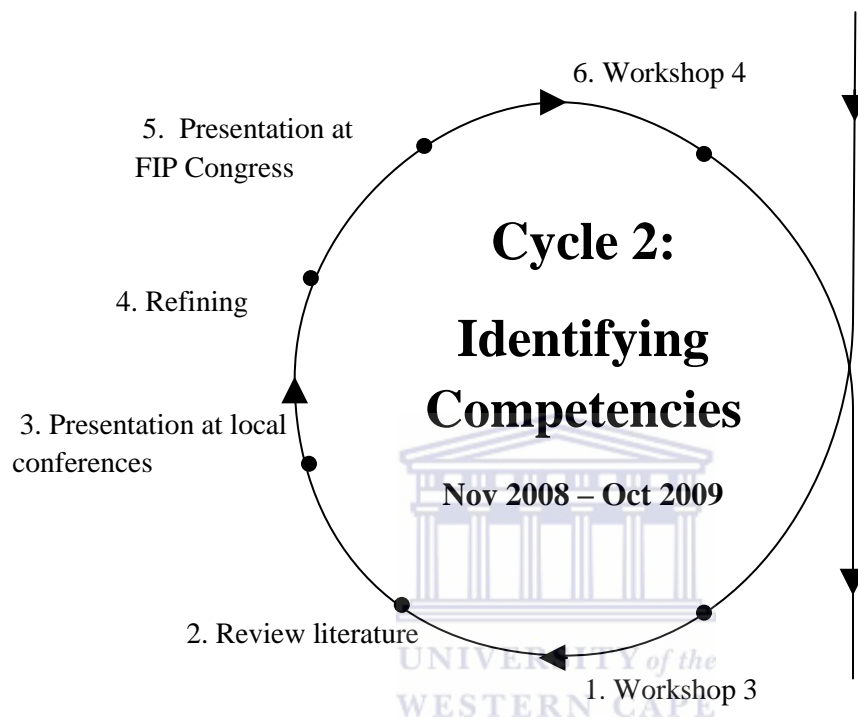 6. Workshop 4
5. Presentation at
FIP Congress
Cycle 2:
4. Refining
Identifying
Competencies
3. Presentation at local
conferences
Nov 2008 – Oct 2009
2. Review literature
UNIVERSITY of the
1. Workshop 3
WESTERN CAPE